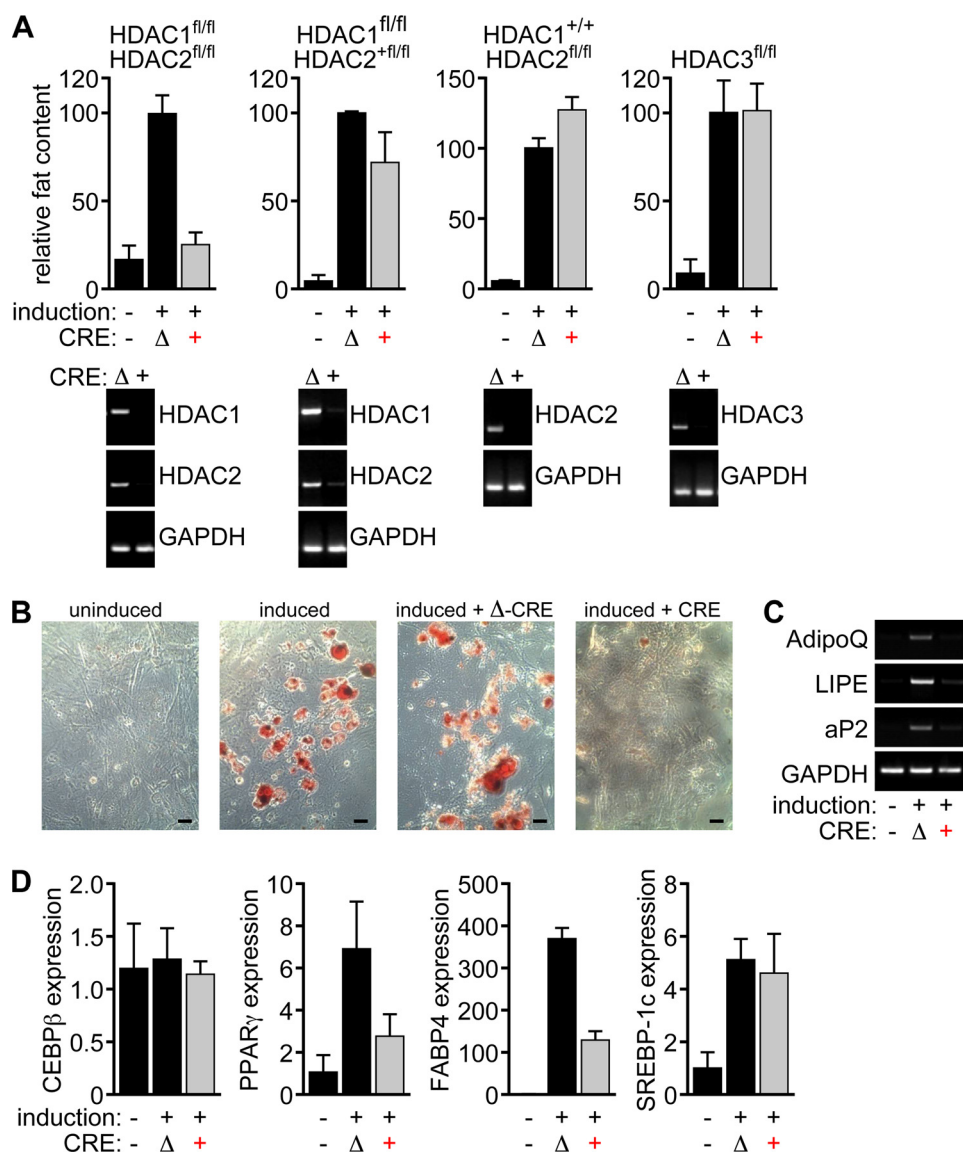 A
HDAC1fl/fl
HDAC2fl/fl
HDAC1fl/fl
HDAC2+fl/fl
HDAC1+/+
HDAC2fl/fl
HDAC3fl/fl
relative fat content
120
100
50
0
120
100
50
0
150
100
50
0
120
100
50
0
induction: - + + - + + - + + - + +
CRE: - Δ + - Δ + - Δ + - Δ +
CRE: Δ + Δ + Δ + Δ +
HDAC1 HDAC1 HDAC2 HDAC3
HDAC2 HDAC2 GAPDH GAPDH
GAPDH GAPDH
B
uninduced induced induced + Δ-CRE induced + CRE
C
AdipoQ
LIPE
aP2
GAPDH
induction: - + +
CRE: - Δ +
D
CEBPβ expression
2.0
1.6
1.2
1.0
0.0
PPARγ expression
10
8
6
4
2
0
FABP4 expression
500
400
300
200
100
0
SREBP-1c expression
8
6
4
2
0
induction: - + + - + + - + + - + +
CRE: - Δ + - Δ + - Δ + - Δ +